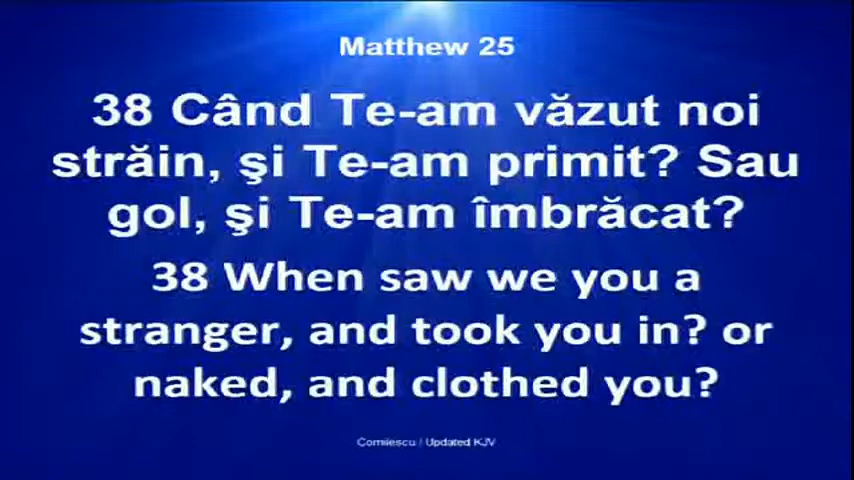 Matthew 25
38 Când Te-am văzut noi
străin, şi Te-am primit? Sau
gol, şi Te-am îmbrăcat?
38 When saw we you a
stranger, and took you in? or
naked, and clothed you?
Cornilescu / Updated KJV